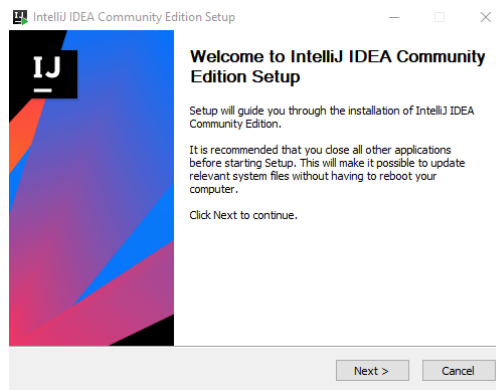 IntelliJ IDEA Community Edition Setup
IJ
Welcome to IntelliJ IDEA Community
Edition Setup
Setup will guide you through the installation of IntelliJ IDEA
Community Edition.
It is recommended that you close all other applications
before starting Setup. This will make it possible to update
relevant system files without having to reboot your
computer.
Click Next to continue.
Next > Cancel